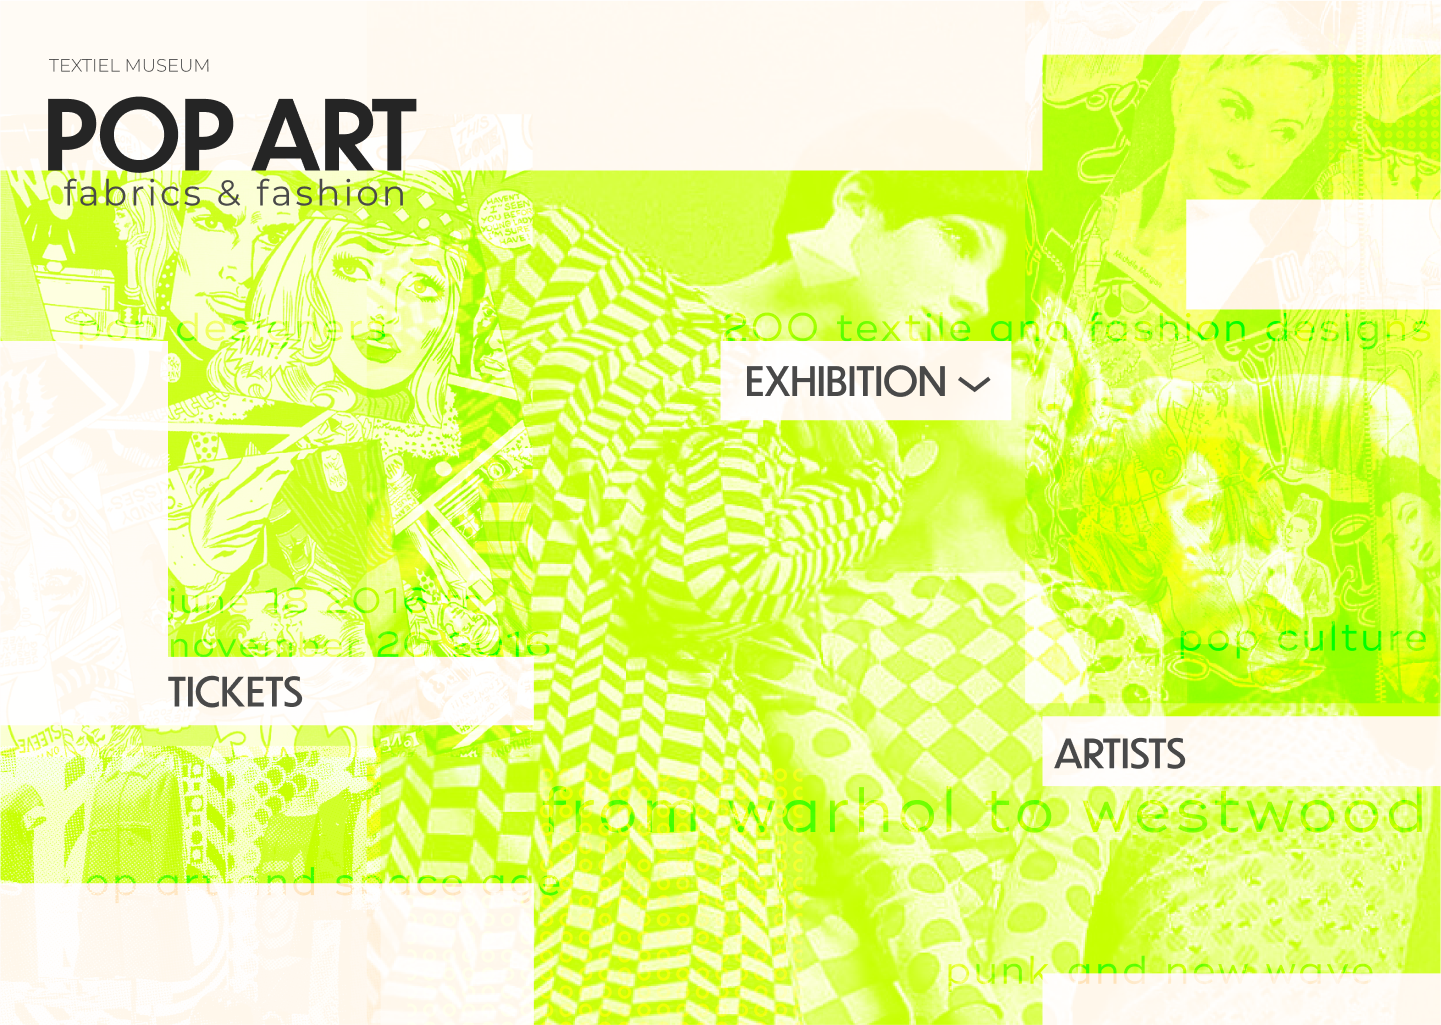 TEXTIEL MUSEUM
POP ART
fabrics & fashion
pop designers
200 textile and fashion designs
EXHIBITION
june 18 2016
november 20 2016
pop culture
TICKETS
ARTISTS
from warhol to westwood
op art and space age
punk and new wave